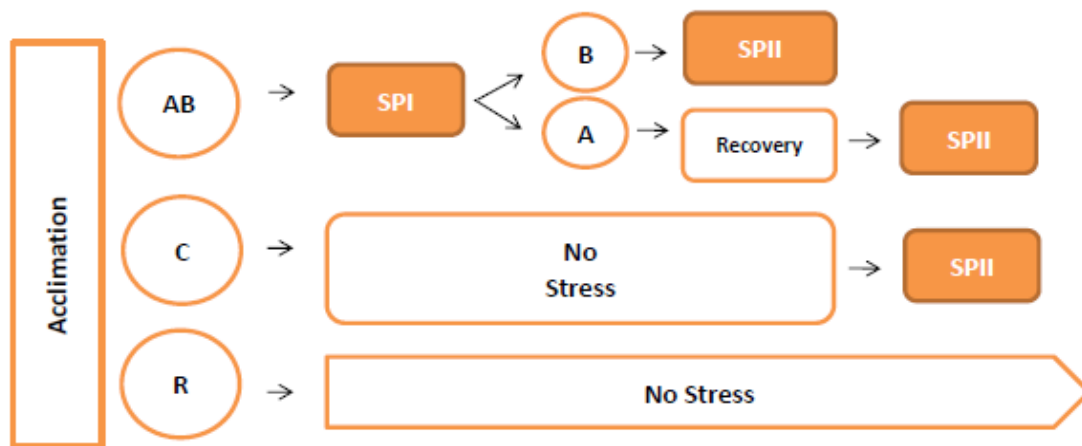 Acclimation
AB
SPI
B
SPII
A
Recovery
SPII
C
No
Stress
SPII
R
No Stress